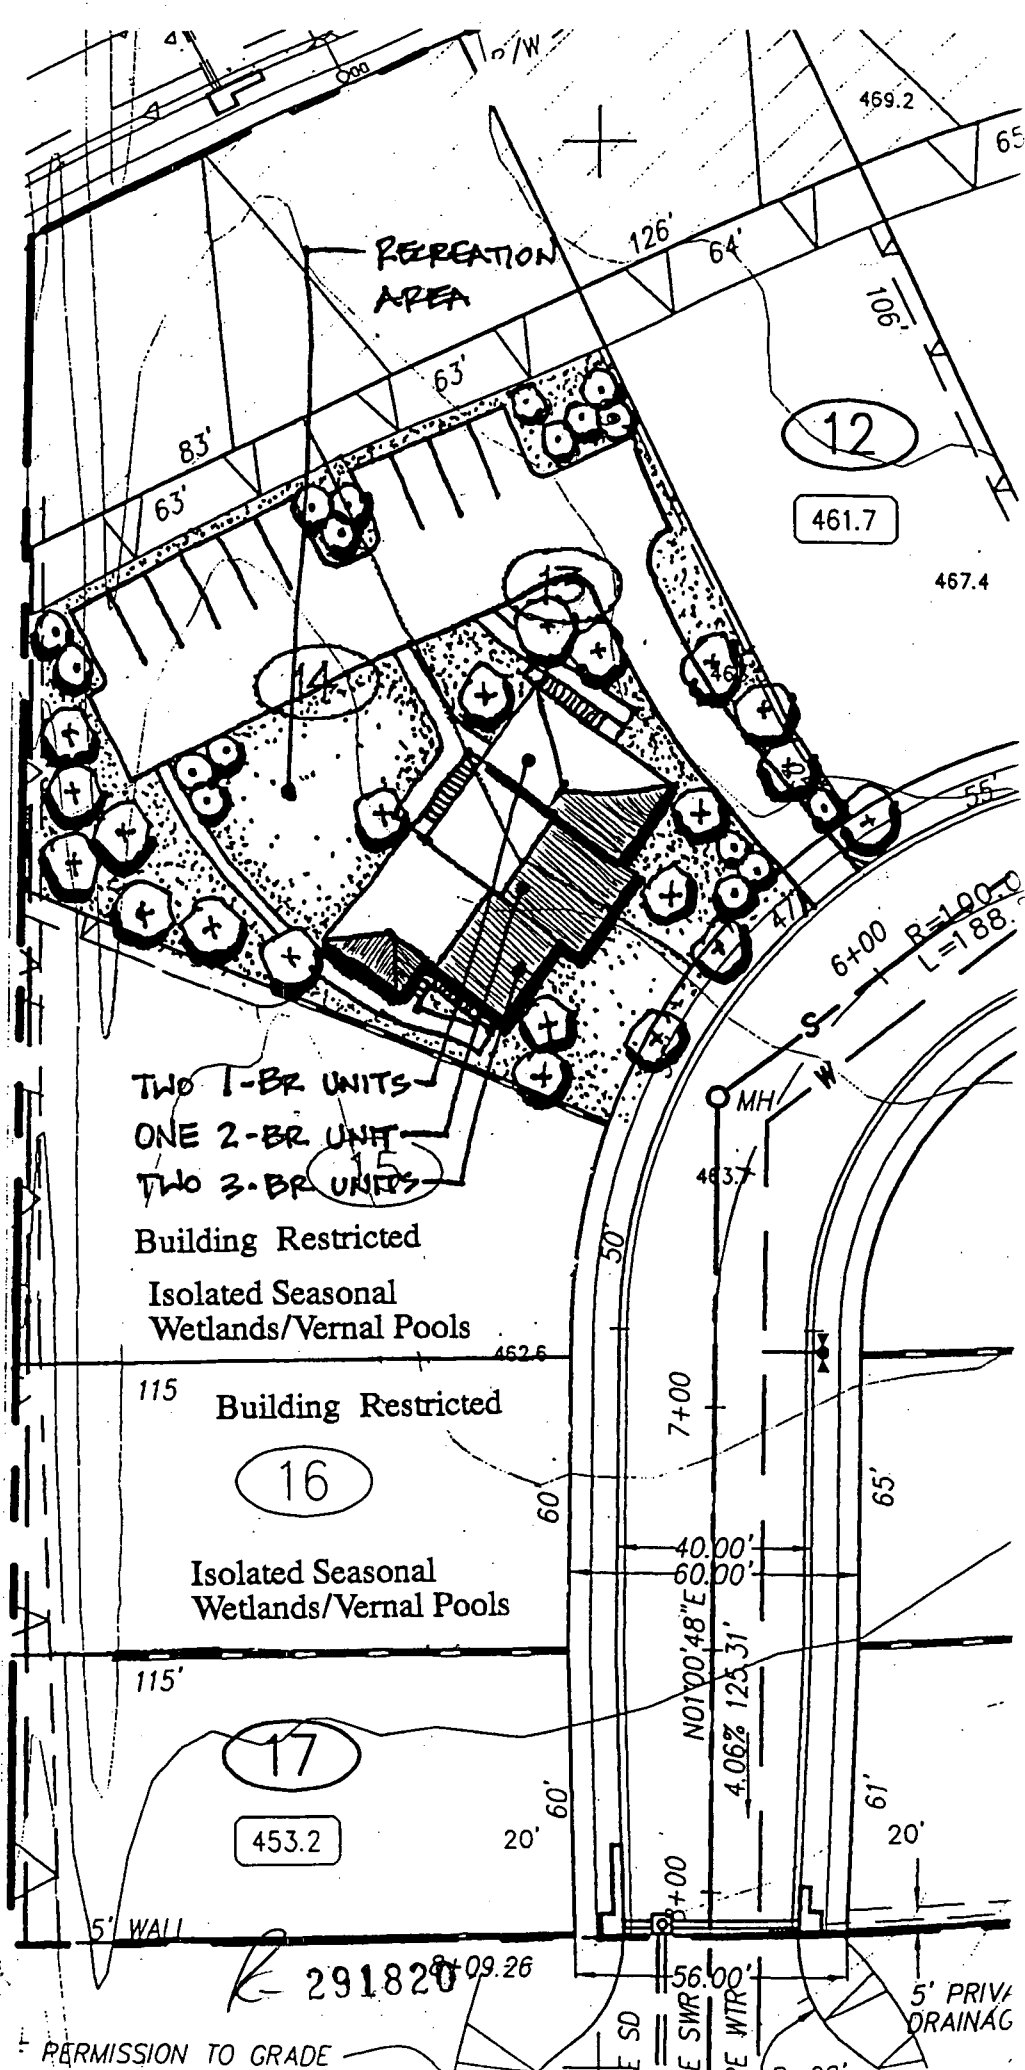 R/W
469.2
65
RECREATION
AREA
126'
64'
106'
63'
83'
63'
12
461.7
467.4
13
14
55'
47'
6+00
R=100.0
L=188.
S
W
MH
TWO 1-BR UNITS
ONE 2-BR UNIT
TWO 3-BR UNITS
15
463.7
Building Restricted
50'
Isolated Seasonal
Wetlands/Vernal Pools
462.6
115
Building Restricted
7+00
16
60'
65'
40.00'
60.00'
Isolated Seasonal
Wetlands/Vernal Pools
N01°00'48"E
125.31'
4.06%
115'
17
60'
61'
453.2
20'
20'
8+00
5' WALL
291820
8+09.26
56.00'
5' PRIVA
DRAINAG
PERMISSION TO GRADE
E SD
E SWR
PE WTR